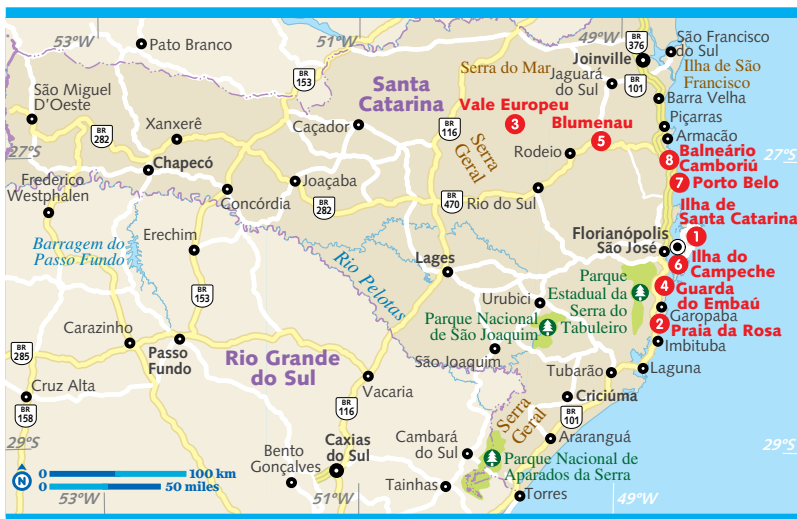 53°W
51°W
49°W
Pato Branco
BR
376
São Francisco
do Sul
Joinville
Ilha de São
Francisco
BR
153
Serra do Mar
Jaguará
do Sul
BR
101
Santa
Catarina
São Miguel
D'Oeste
Vale Europeu
3
Barra Velha
BR
282
Xanxerê
Caçador
BR
116
Serra
Geral
Blumenau
5
Piçarras
Armacão
27°S
Chapecó
Rodeio
8
Balneário
Camboriú
27°S
Frederico
Westphalen
Joaçaba
7
Porto Belo
Concórdia
BR
282
BR
470
Rio do Sul
Ilha de
Santa Catarina
1
Barragem do
Passo Fundo
Erechim
Florianópolis
São José
Rio Pelotas
Lages
6
Ilha do
Campeche
BR
153
Urubici
Parque
Estadual da
Serra do
Tabuleiro
4
Guarda
do Embaú
Garopaba
Carazinho
Parque Nacional
de São Joaquim
2
Praia da Rosa
Imbituba
BR
285
Passo
Fundo
Rio Grande
do Sul
São Joaquim
Tubarão
Laguna
Cruz Alta
Vacaria
BR
158
BR
116
Criciúma
Serra
Geral
BR
101
29°S
Caxias
do Sul
Cambará
do Sul
Araranguá
29°S
Bento
Gonçalves
Parque Nacional de
Aparados da Serra
N
0
100 km
0
50 miles
Tainhas
Torres
53°W
51°W
49°W